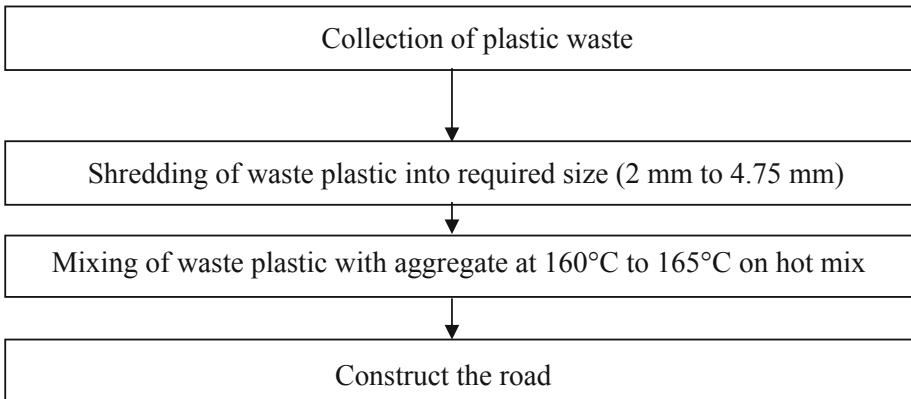 Collection of plastic waste
Shredding of waste plastic into required size (2 mm to 4.75 mm)
Mixing of waste plastic with aggregate at 160°C to 165°C on hot mix
Construct the road